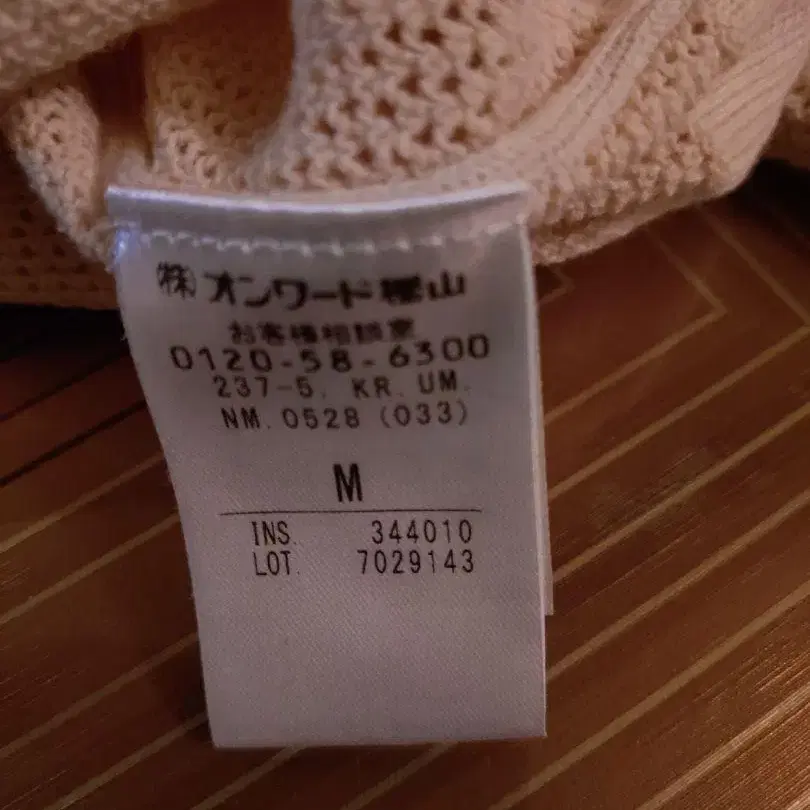 ㈱オンワード樫山
お客様相談室
0120-58-6300
237-5. KR. UM.
NM. 0528 (033)
M
INS. 344010
LOT. 7029143